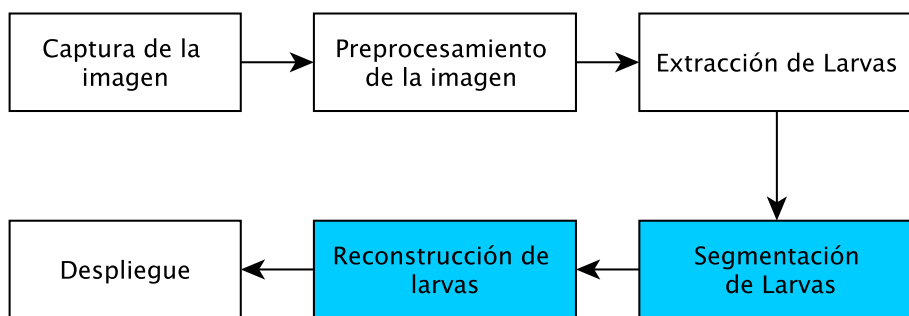 Captura de la
imagen
Preprocesamiento
de la imagen
Extracción de Larvas
Segmentación
de Larvas
Reconstrucción de
larvas
Despliegue